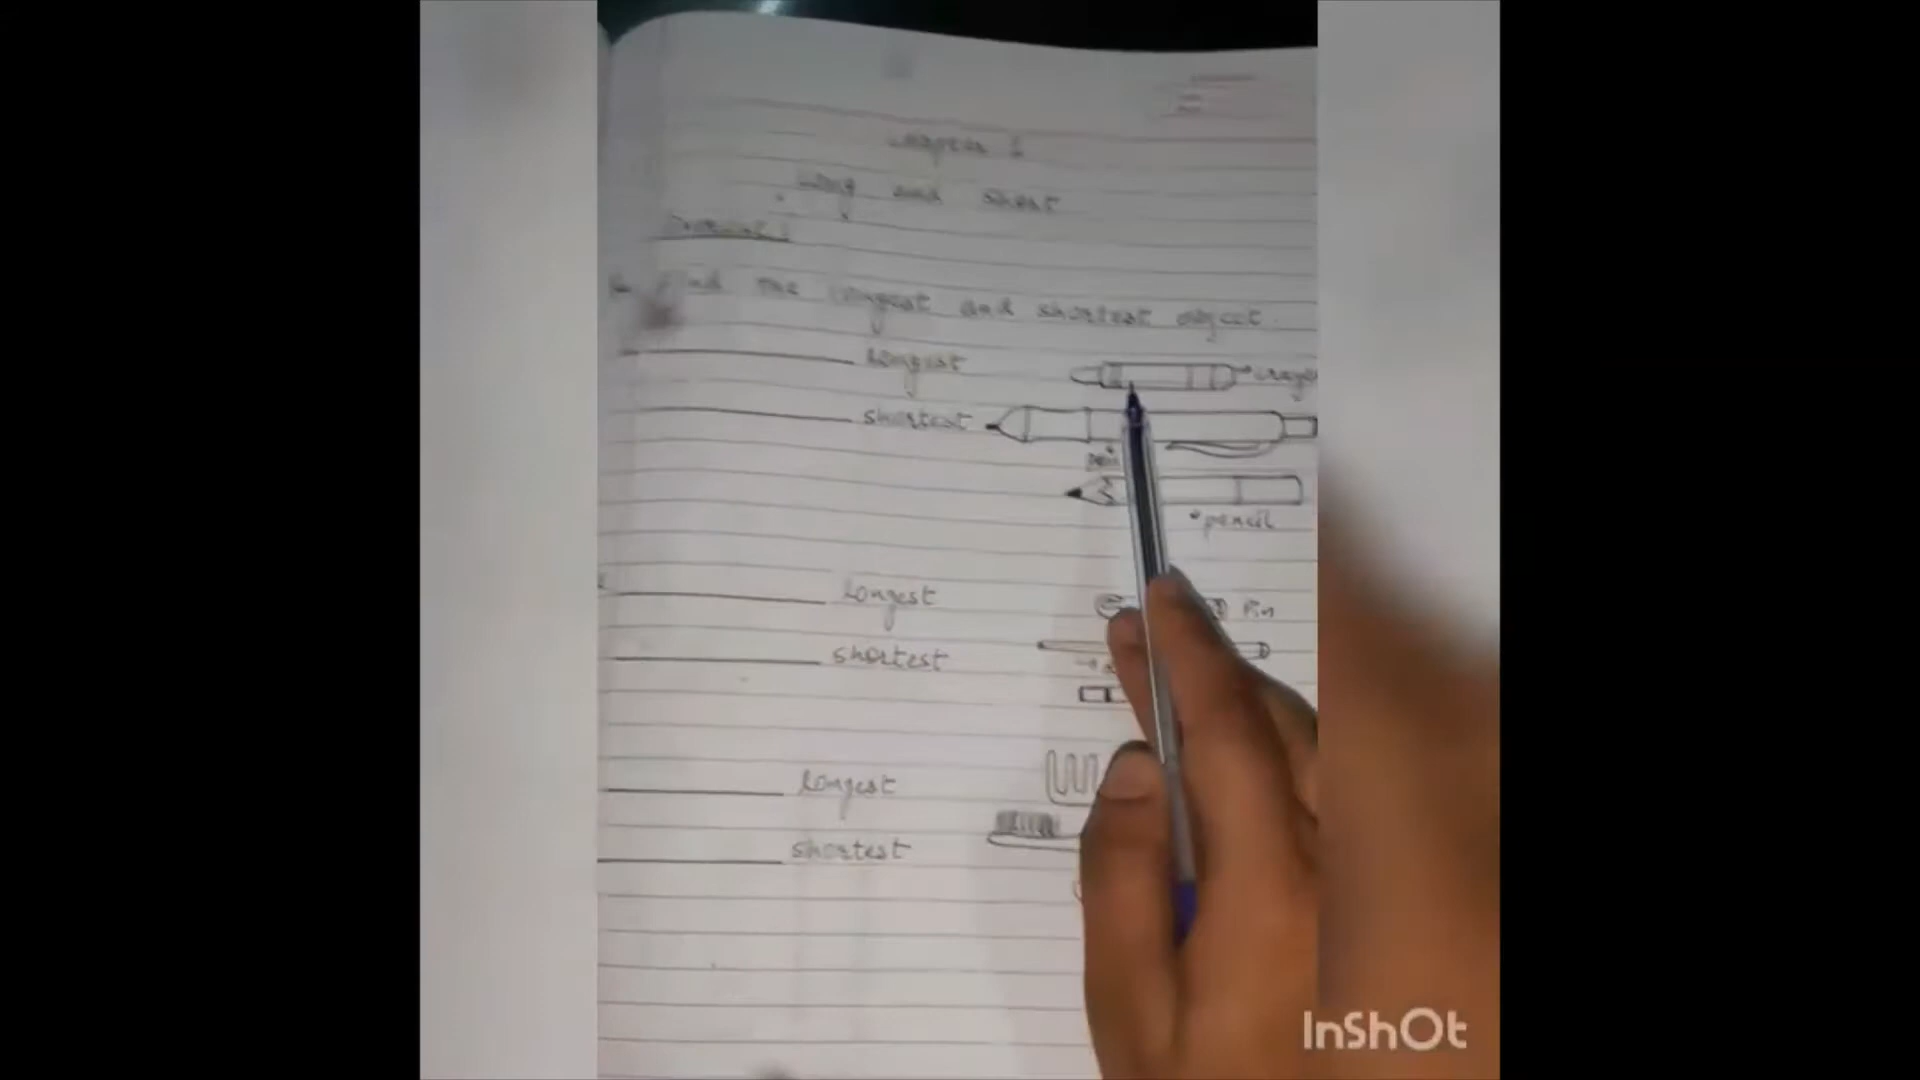 Chapter 1
Long and short
Find the longest and shortest object.
longest
shortest
pen
pencil
longest
Pin
shortest
longest
shortest
InShOt